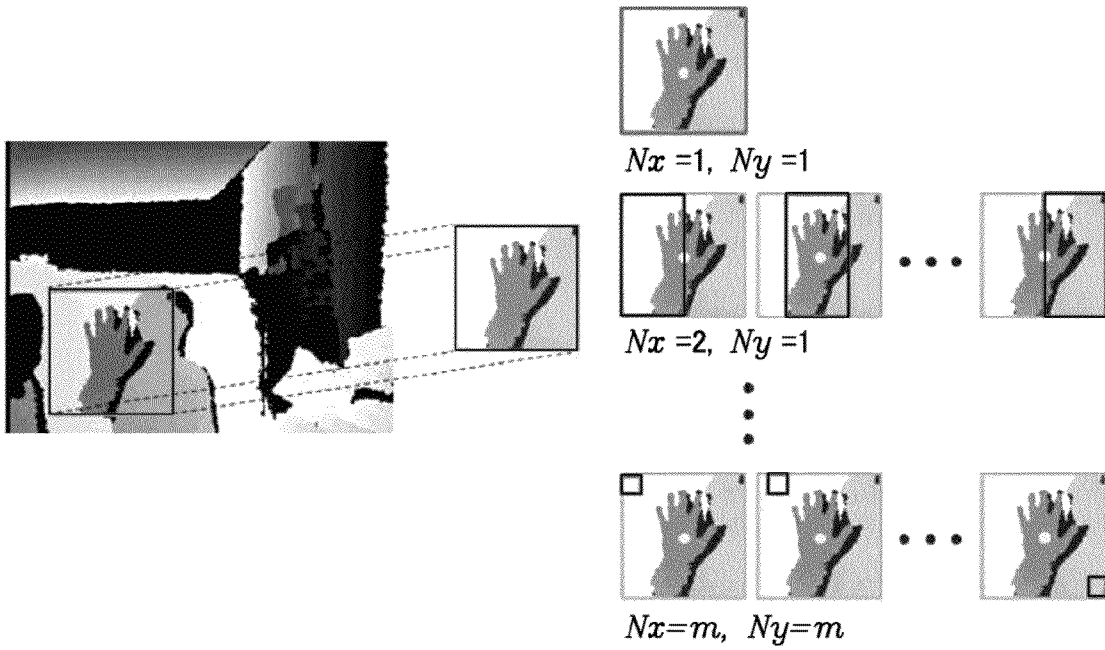 Nx =1, Ny =1
Nx =2, Ny =1
Nx=m, Ny=m